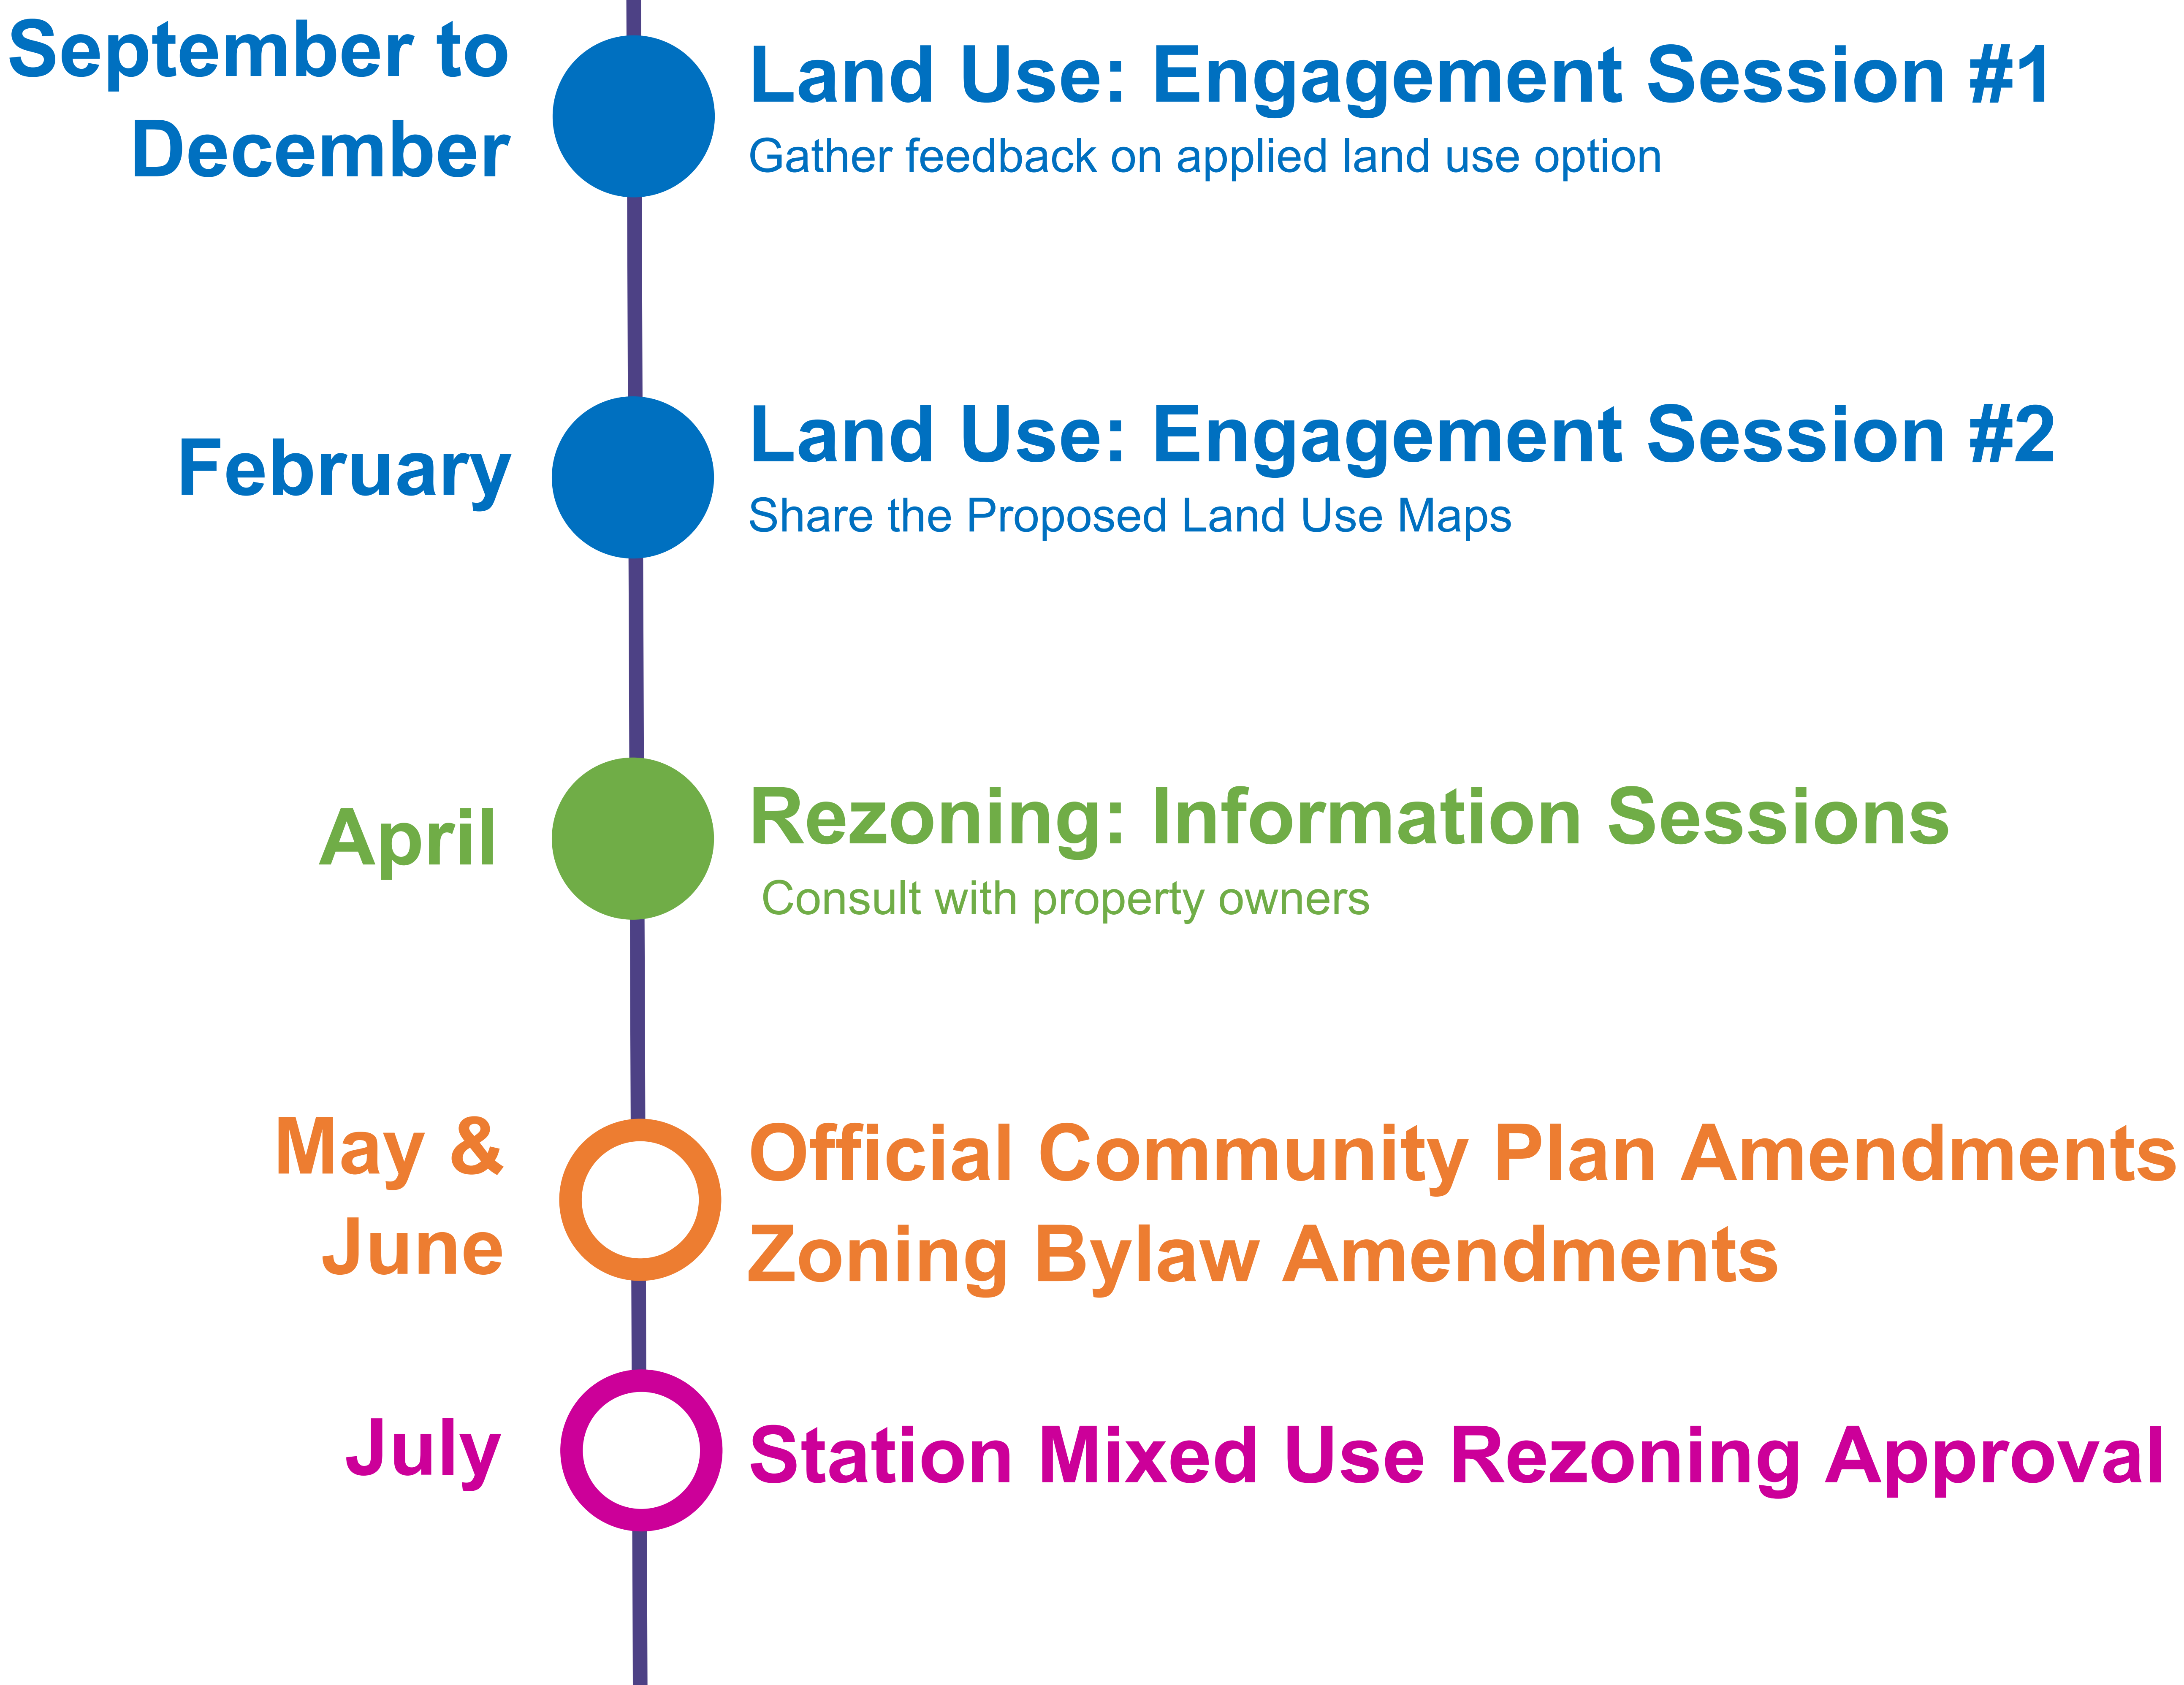 September to
December
Land Use: Engagement Session #1
Gather feedback on applied land use option
February
Land Use: Engagement Session #2
Share the Proposed Land Use Maps
April
Rezoning: Information Sessions
Consult with property owners
May &
June
Official Community Plan Amendments
Zoning Bylaw Amendments
July
Station Mixed Use Rezoning Approval